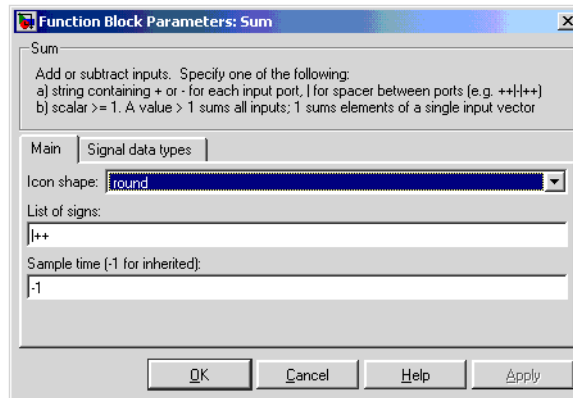 Function Block Parameters: Sum
Sum
Add or subtract inputs. Specify one of the following:
a) string containing + or - for each input port, | for spacer between ports (e.g. ++|-|++)
b) scalar >= 1. A value > 1 sums all inputs; 1 sums elements of a single input vector
Main Signal data types
Icon shape: round
List of signs:
|++
Sample time (-1 for inherited):
-1
OK Cancel Help Apply